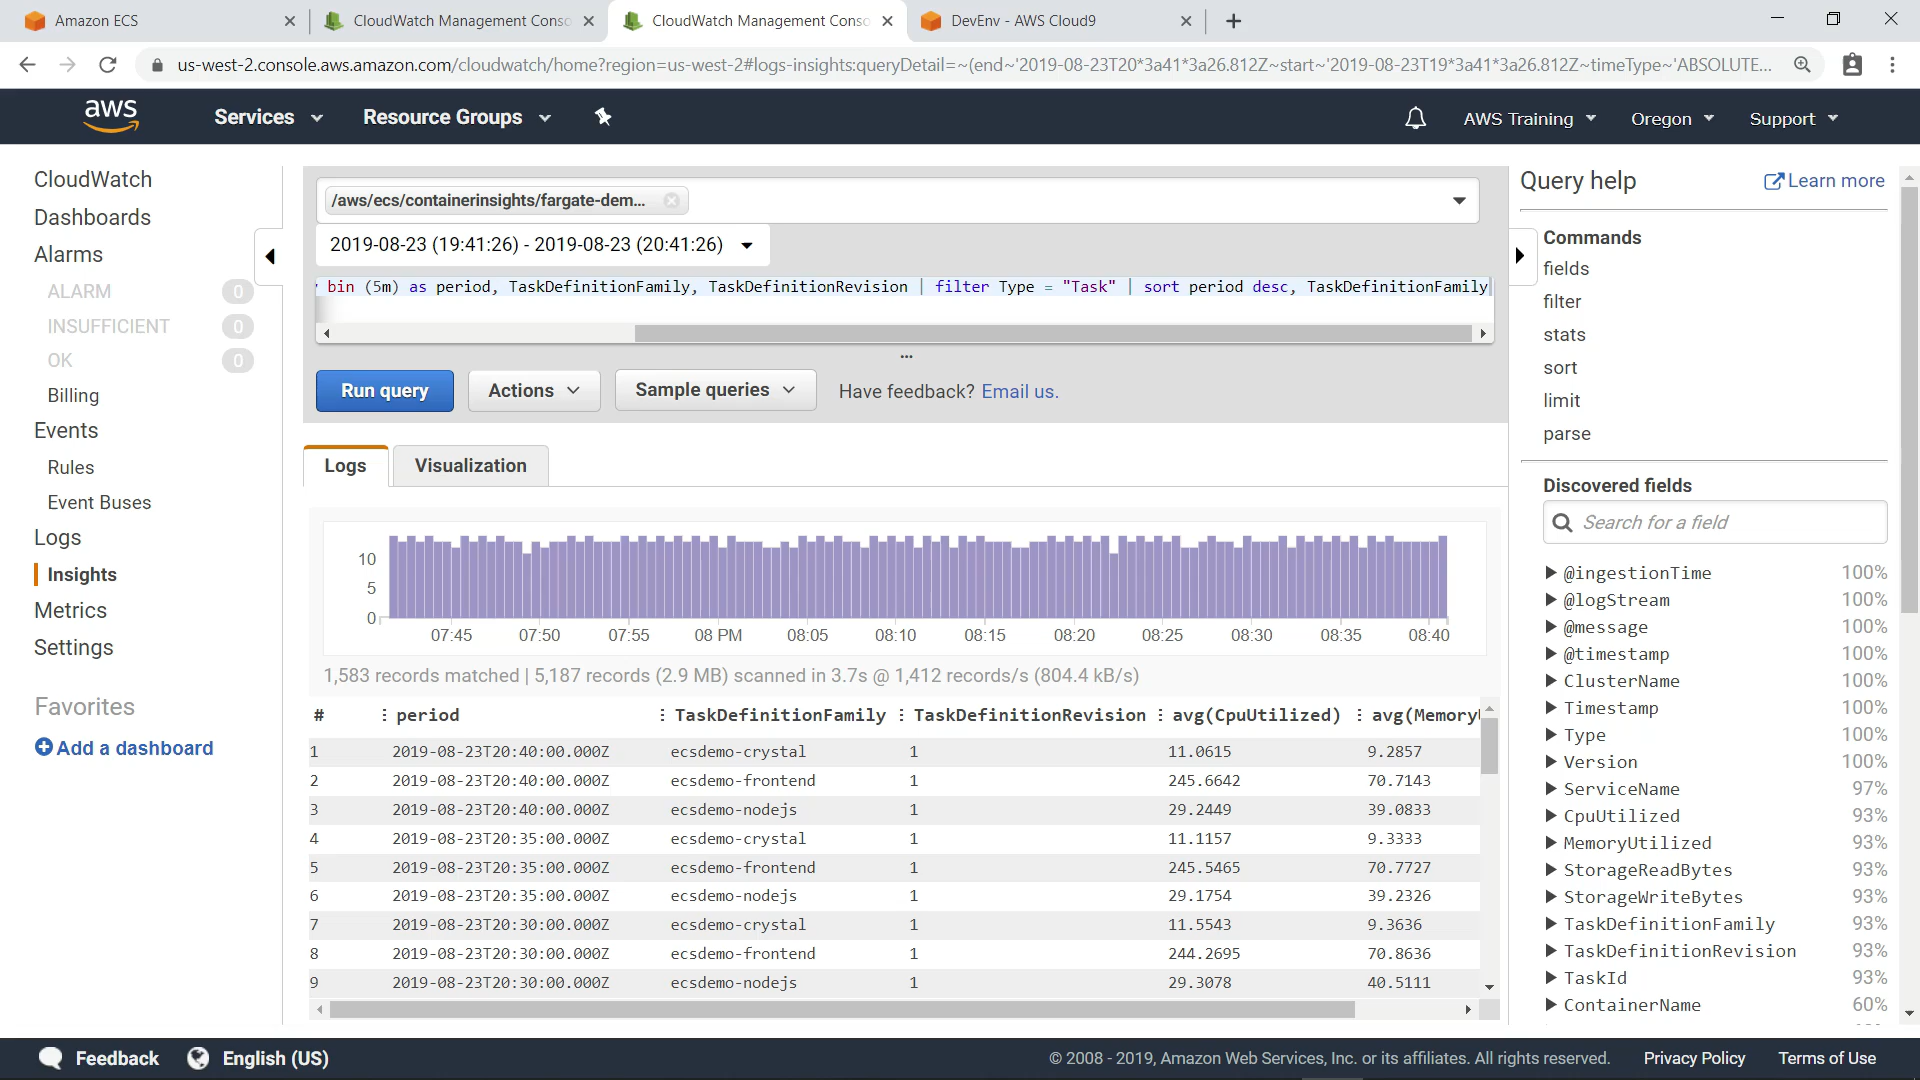 Amazon ECS
CloudWatch Management Conso
CloudWatch Management Conso
DevEnv - AWS Cloud9
us-west-2.console.aws.amazon.com/cloudwatch/home?region=us-west-2#logs-insights:queryDetail=~(end~'2019-08-23T20*3a41*3a26.812Z~start~'2019-08-23T19*3a41*3a26.812Z~timeType~'ABSOLUTE...
aws
Services
Resource Groups
AWS Training
Oregon
Support
CloudWatch
Dashboards
Alarms
ALARM 0
INSUFFICIENT 0
OK 0
Billing
Events
Rules
Event Buses
Logs
Insights
Metrics
Settings
Favorites
Add a dashboard
/aws/ecs/containerinsights/fargate-dem...
2019-08-23 (19:41:26) - 2019-08-23 (20:41:26)
bin (5m) as period, TaskDefinitionFamily, TaskDefinitionRevision | filter Type = "Task" | sort period desc, TaskDefinitionFamily
Run query
Actions
Sample queries
Have feedback? Email us.
Logs
Visualization
10
5
0
07:45 07:50 07:55 08 PM 08:05 08:10 08:15 08:20 08:25 08:30 08:35 08:40
1,583 records matched | 5,187 records (2.9 MB) scanned in 3.7s @ 1,412 records/s (804.4 kB/s)
# period TaskDefinitionFamily TaskDefinitionRevision avg(CpuUtilized) avg(MemoryU
1 2019-08-23T20:40:00.000Z ecsdemo-crystal 1 11.0615 9.2857
2 2019-08-23T20:40:00.000Z ecsdemo-frontend 1 245.6642 70.7143
3 2019-08-23T20:40:00.000Z ecsdemo-nodejs 1 29.2449 39.0833
4 2019-08-23T20:35:00.000Z ecsdemo-crystal 1 11.1157 9.3333
5 2019-08-23T20:35:00.000Z ecsdemo-frontend 1 245.5465 70.7727
6 2019-08-23T20:35:00.000Z ecsdemo-nodejs 1 29.1754 39.2326
7 2019-08-23T20:30:00.000Z ecsdemo-crystal 1 11.5543 9.3636
8 2019-08-23T20:30:00.000Z ecsdemo-frontend 1 244.2695 70.8636
9 2019-08-23T20:30:00.000Z ecsdemo-nodejs 1 29.3078 40.5111
Query help
Learn more
Commands
fields
filter
stats
sort
limit
parse
Discovered fields
Search for a field
@ingestionTime 100%
@logStream 100%
@message 100%
@timestamp 100%
ClusterName 100%
Timestamp 100%
Type 100%
Version 100%
ServiceName 97%
CpuUtilized 93%
MemoryUtilized 93%
StorageReadBytes 93%
StorageWriteBytes 93%
TaskDefinitionFamily 93%
TaskDefinitionRevision 93%
TaskId 93%
ContainerName 60%
Feedback
English (US)
© 2008 - 2019, Amazon Web Services, Inc. or its affiliates. All rights reserved.
Privacy Policy
Terms of Use